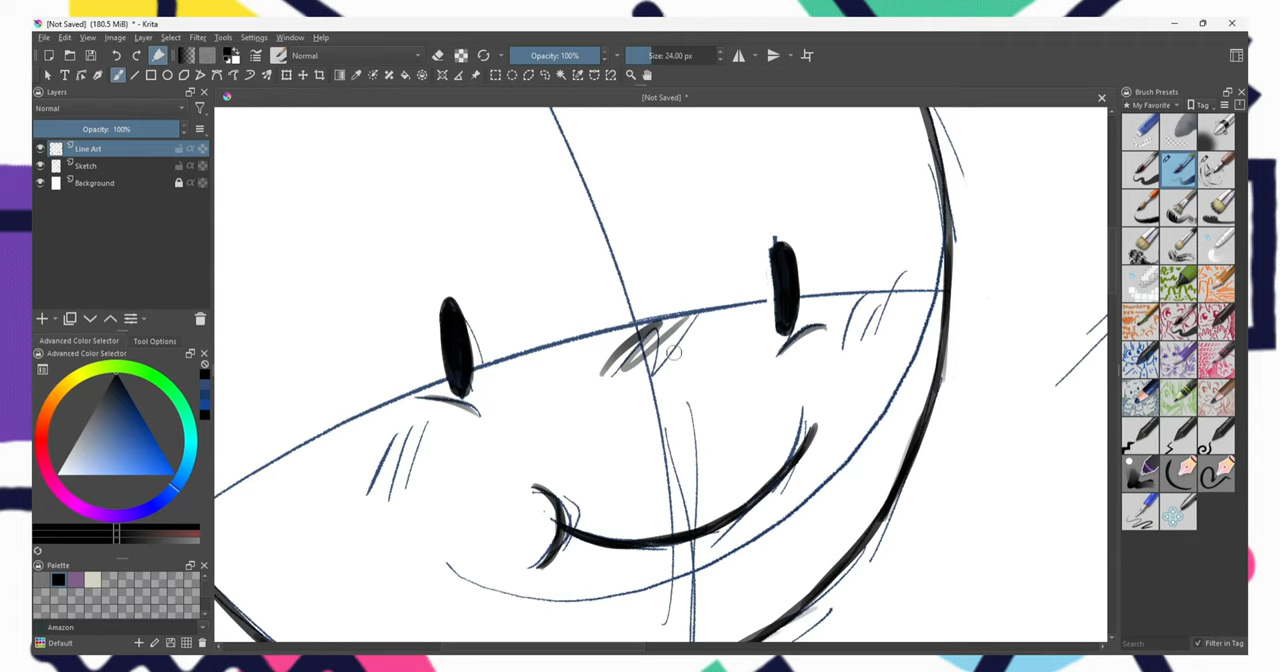 [Not Saved] (180.5 MiB) * - Krita
File Edit View Image Layer Select Filter Tools Settings Window Help
Normal
Opacity: 100%
Size: 24.00 px
Layers
[Not Saved] *
Brush Presets
Normal
My Favorite
Tag
Opacity: 100%
Line Art
Sketch
Background
Advanced Color Selector
Tool Options
Advanced Color Selector
Palette
Amazon
Default
Search
Filter in Tag